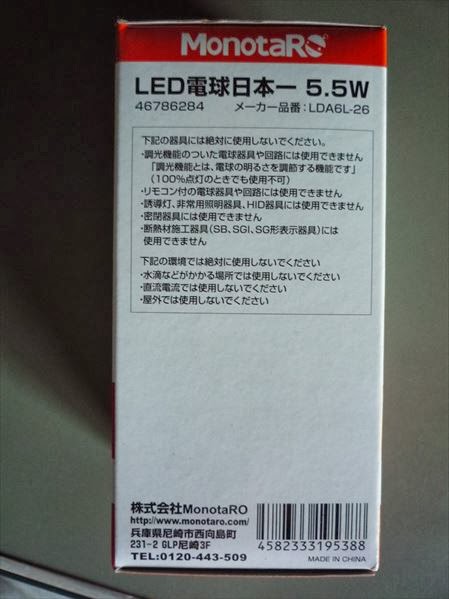 MonotaRO
LED電球日本一 5.5W
46786284 メーカー品番:LDA6L-26
下記の器具には絶対に使用しないでください。
・調光機能のついた電球器具や回路には使用できません
「調光機能とは、電球の明るさを調節する機能です」
(100%点灯のときでも使用不可)
・リモコン付の電球器具や回路には使用できません
・誘導灯、非常用照明器具、HID器具には使用できません
・密閉器具には使用できません
・断熱材施工器具(SB、SGI、SG形表示器具)には
使用できません
下記の環境では絶対に使用しないでください。
・水滴などがかかる場所では使用しないでください
・直流電流では使用しないでください
・屋外では使用しないでください
株式会社MonotaRO
http://www.monotaro.com/
兵庫県尼崎市西向島町
231-2 GLP尼崎3F
TEL:0120-443-509
4582333195388
MADE IN CHINA